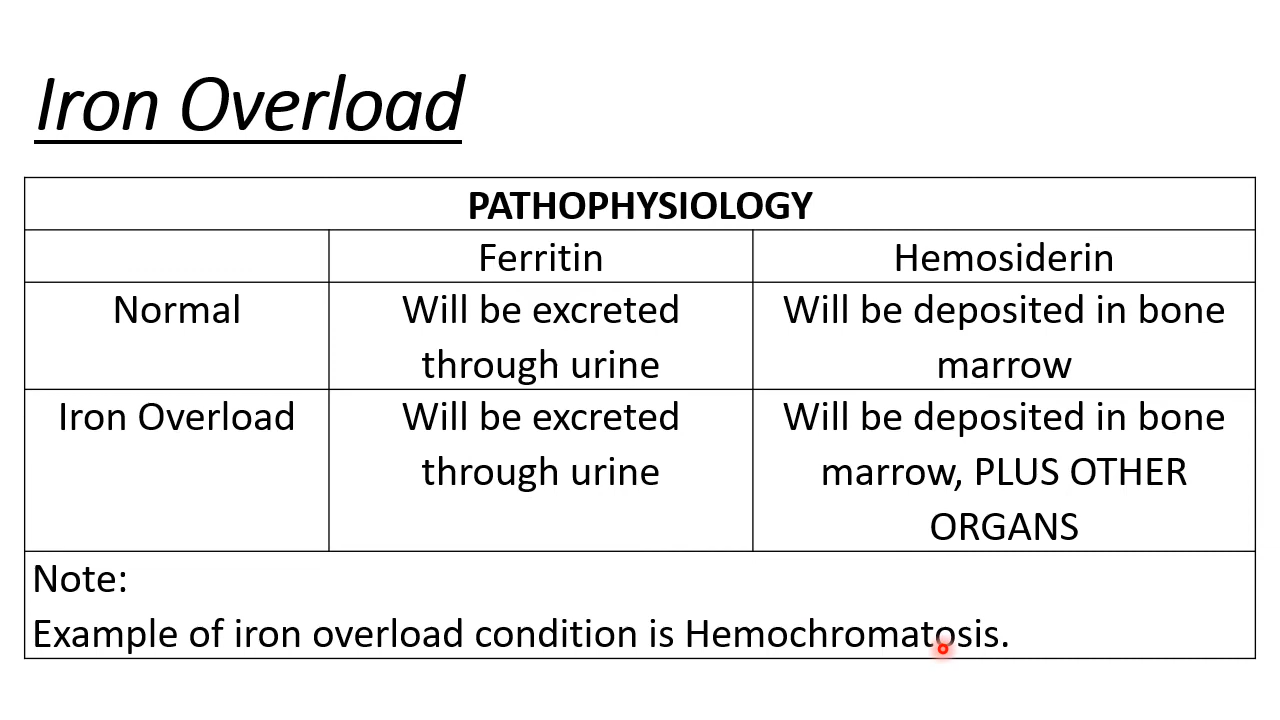 Iron Overload
PATHOPHYSIOLOGY
Ferritin
Hemosiderin
Normal
Will be excreted
through urine
Will be deposited in bone
marrow
Iron Overload
Will be excreted
through urine
Will be deposited in bone
marrow, PLUS OTHER
ORGANS
Note:
Example of iron overload condition is Hemochromatosis.